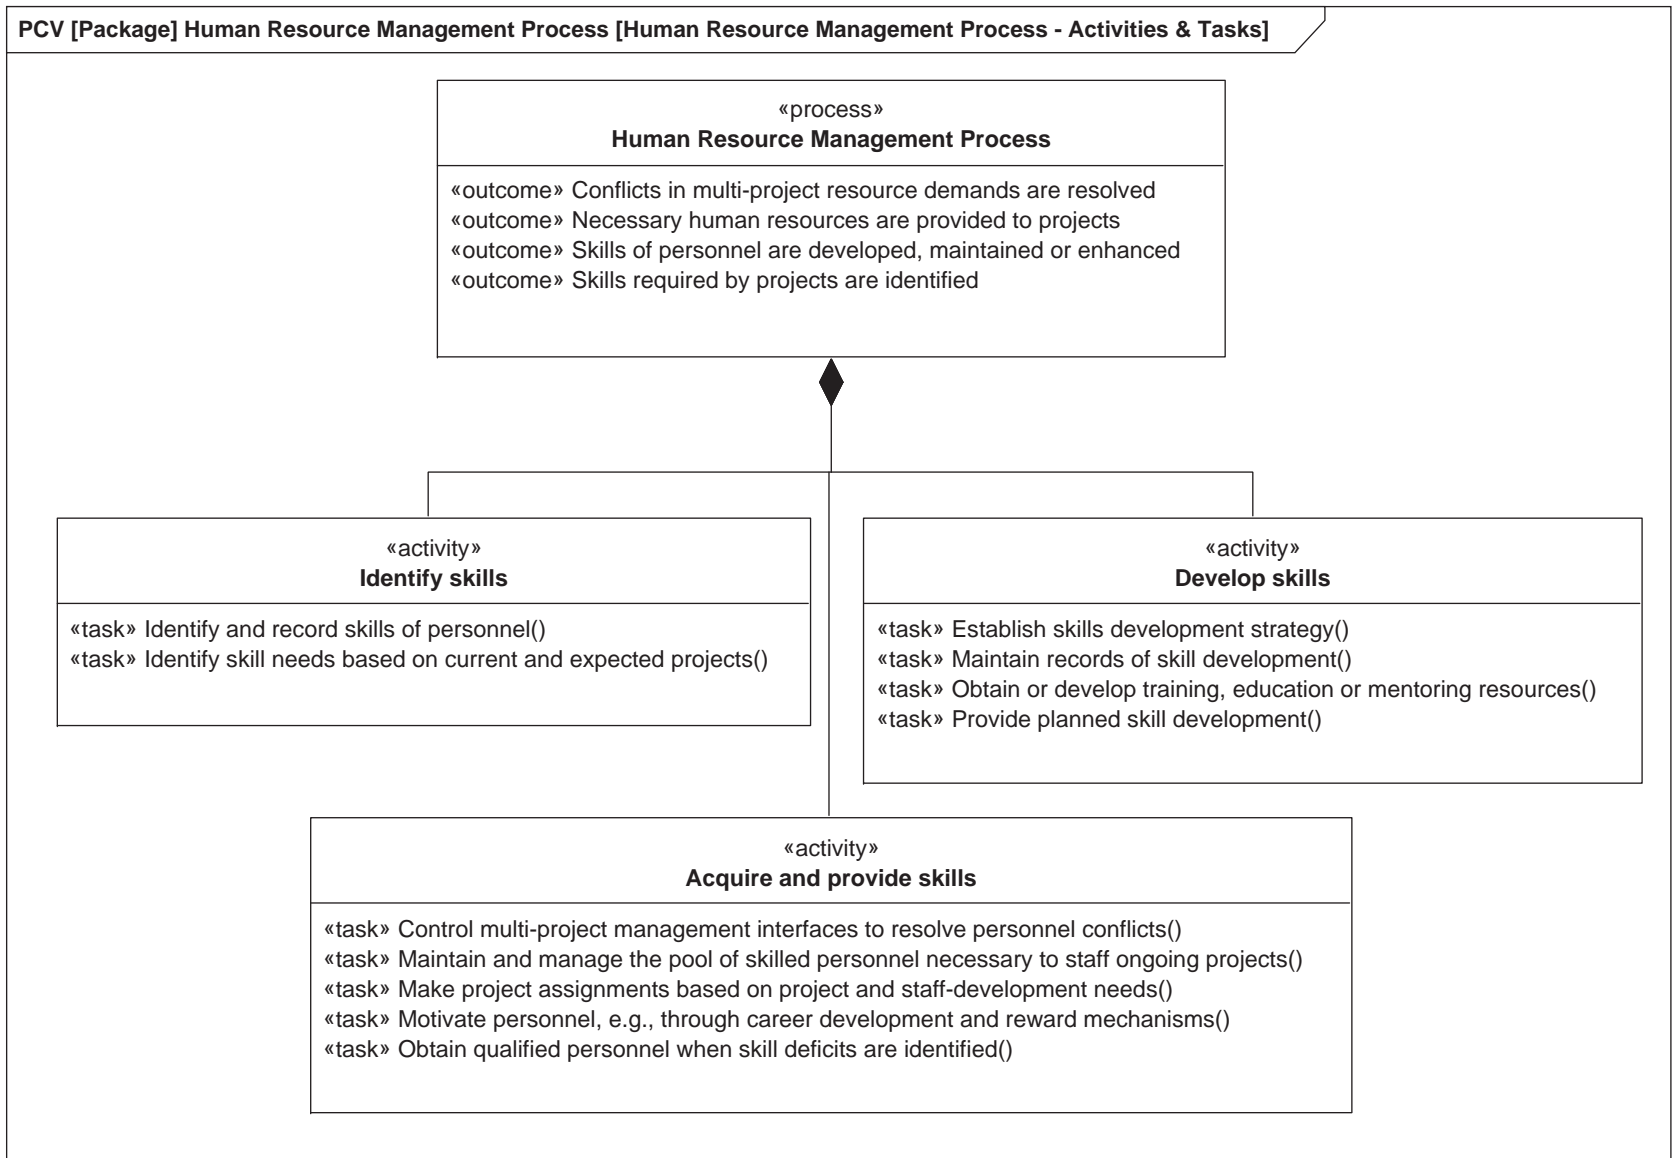 PCV [Package] Human Resource Management Process [Human Resource Management Process - Activities & Tasks]
«process»
Human Resource Management Process
«outcome» Conflicts in multi-project resource demands are resolved
«outcome» Necessary human resources are provided to projects
«outcome» Skills of personnel are developed, maintained or enhanced
«outcome» Skills required by projects are identified
«activity»
Identify skills
«task» Identify and record skills of personnel()
«task» Identify skill needs based on current and expected projects()
«activity»
Develop skills
«task» Establish skills development strategy()
«task» Maintain records of skill development()
«task» Obtain or develop training, education or mentoring resources()
«task» Provide planned skill development()
«activity»
Acquire and provide skills
«task» Control multi-project management interfaces to resolve personnel conflicts()
«task» Maintain and manage the pool of skilled personnel necessary to staff ongoing projects()
«task» Make project assignments based on project and staff-development needs()
«task» Motivate personnel, e.g., through career development and reward mechanisms()
«task» Obtain qualified personnel when skill deficits are identified()